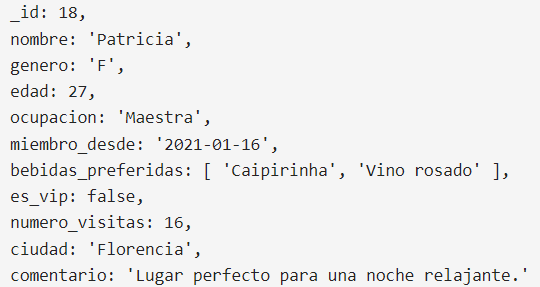 _id: 18,
nombre: 'Patricia',
genero: 'F',
edad: 27,
ocupacion: 'Maestra',
miembro_desde: '2021-01-16',
bebidas_preferidas: [ 'Caipirinha', 'Vino rosado' ],
es_vip: false,
numero_visitas: 16,
ciudad: 'Florencia',
comentario: 'Lugar perfecto para una noche relajante.'